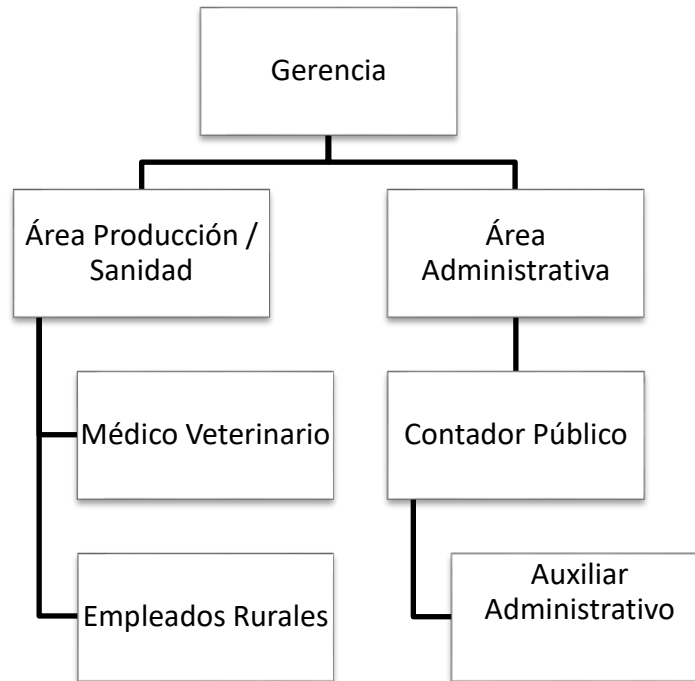 Gerencia
Área Producción /
Sanidad
Área
Administrativa
Médico Veterinario
Contador Público
Empleados Rurales
Auxiliar
Administrativo